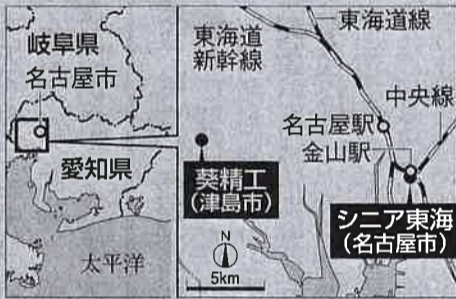 岐阜県
名古屋市
愛知県
太平洋
東海道
新幹線
東海道線
中央線
名古屋駅
金山駅
葵精工
(津島市)
シニア東海
(名古屋市)
N
5km